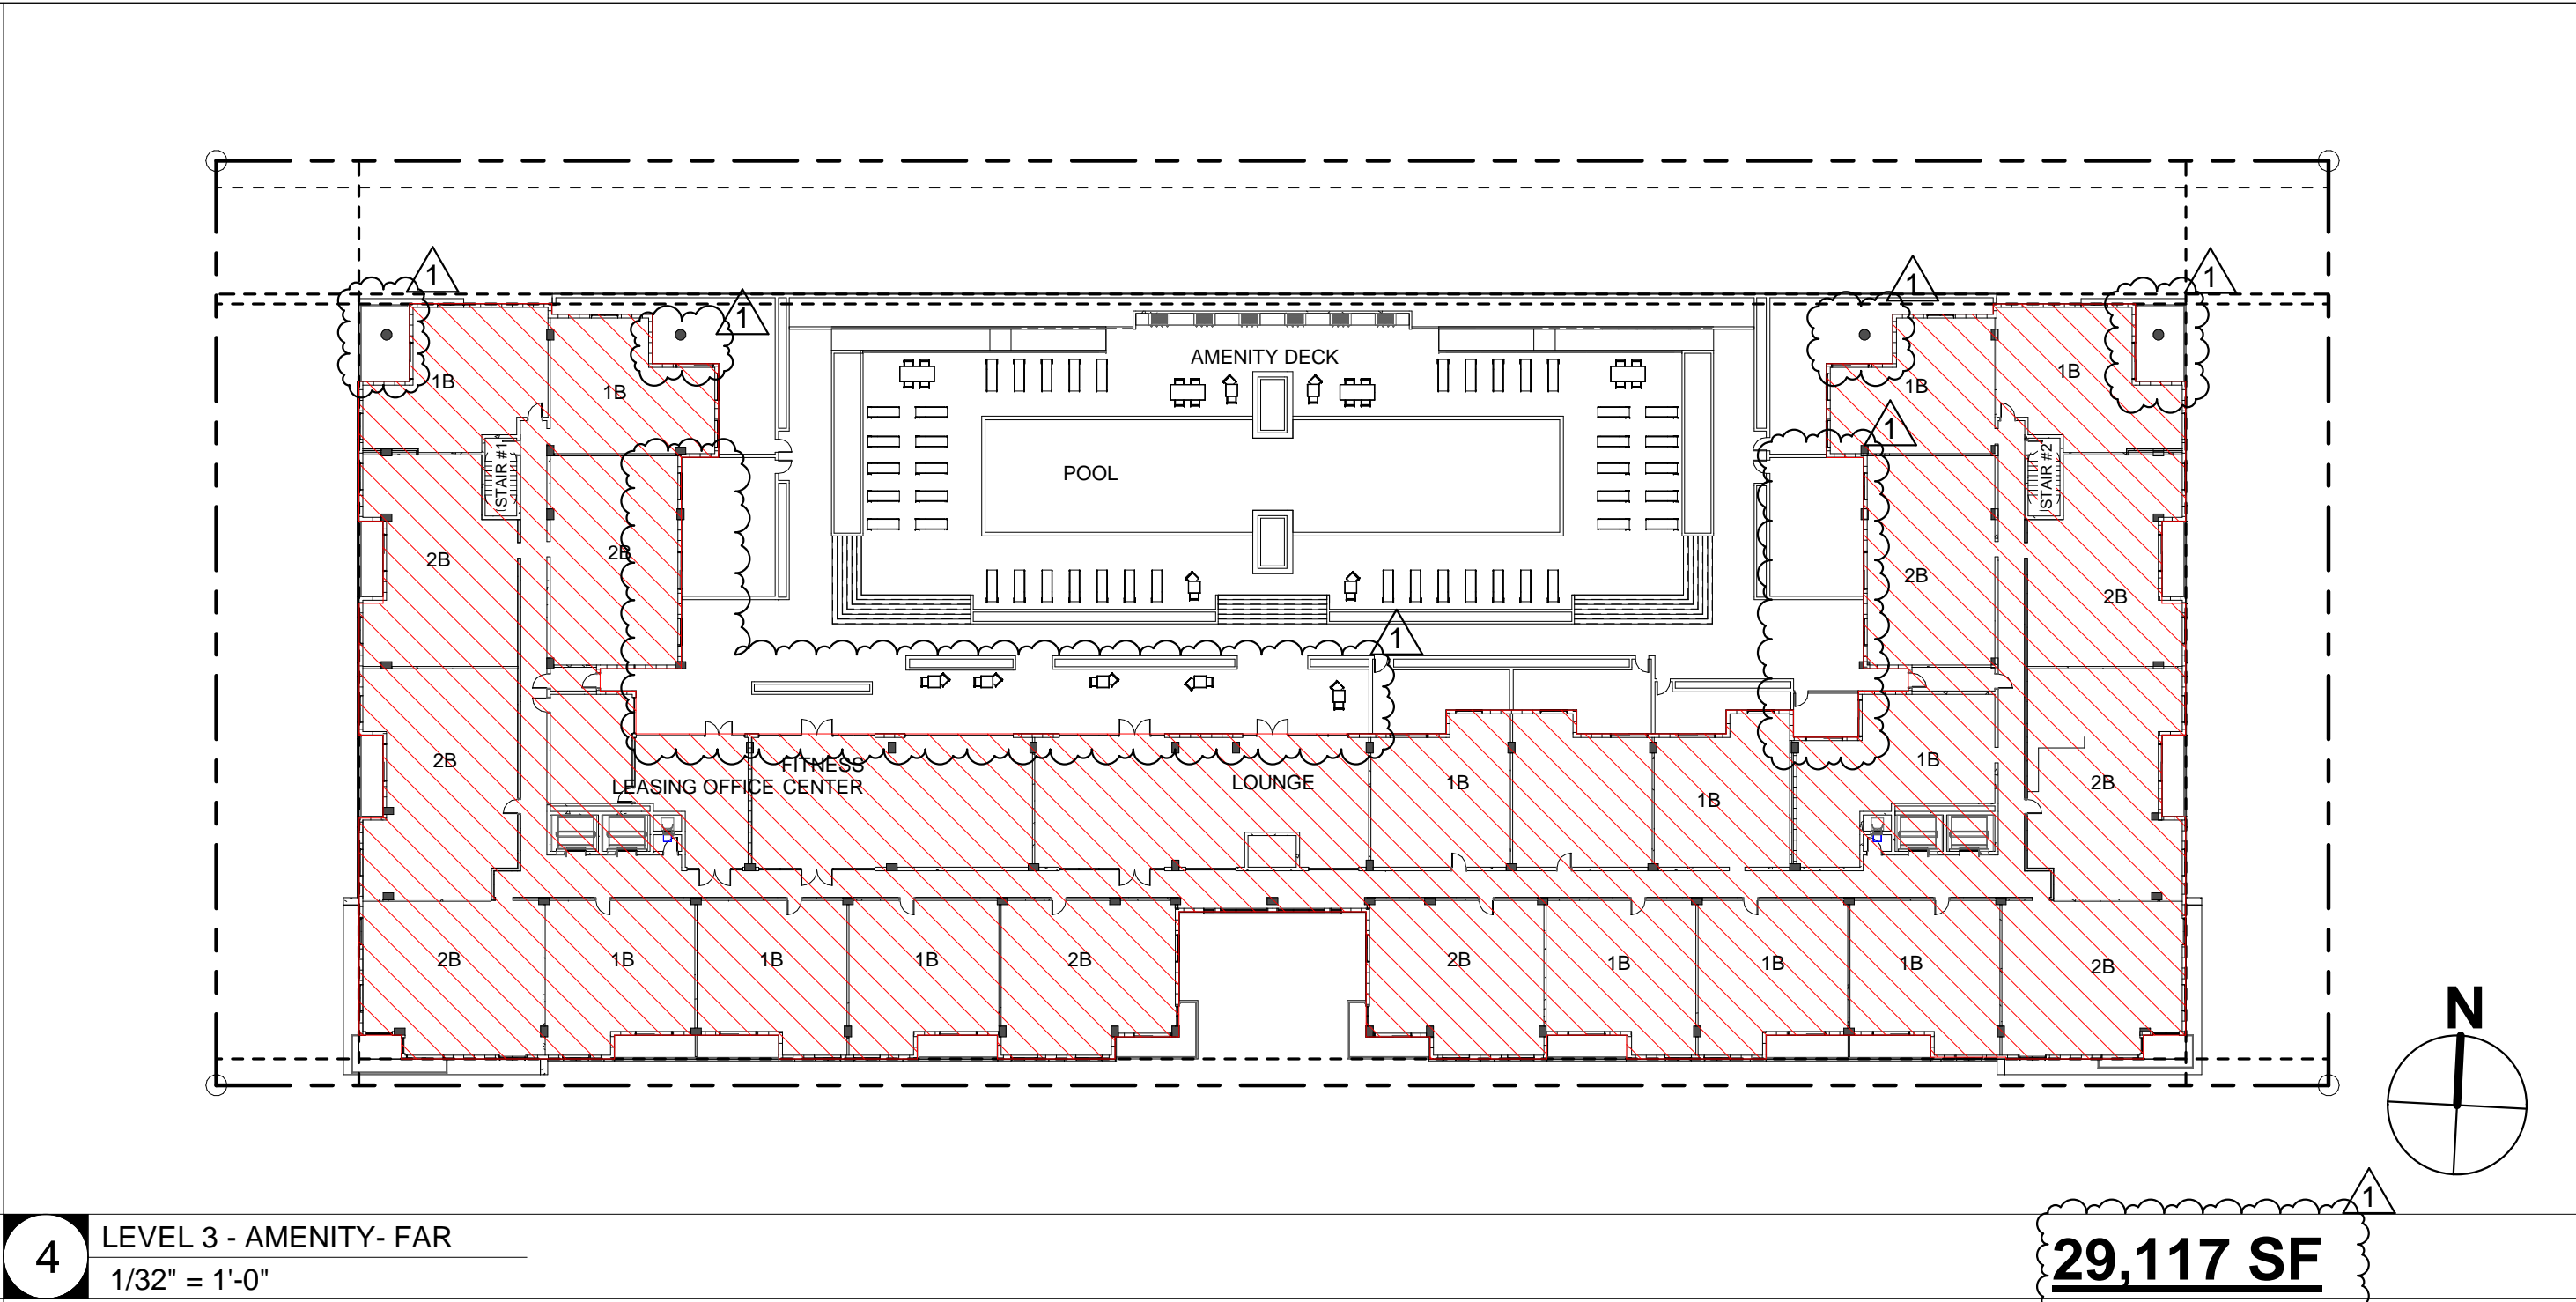 1
1
1
1
AMENITY DECK
1B
1B
1B
1B
1
STAIR #1
POOL
STAIR #2
2B
2B
2B
2B
1
2B
FITNESS
LEASING OFFICE CENTER
LOUNGE
1B
1B
1B
2B
2B
1B
1B
1B
2B
2B
1B
1B
1B
2B
N
1
4
LEVEL 3 - AMENITY- FAR
1/32" = 1'-0"
29,117 SF